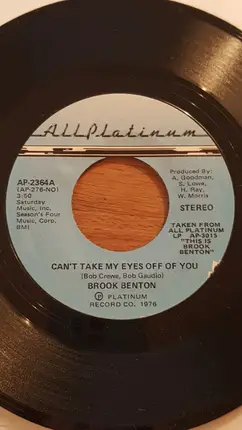 All Platinum
AP-2364A
(AP-276-NO)
3:50
Saturday
Music, Inc.
Season's Four
Music, Corp.
BMI
Produced By:
A. Goodman,
E. Lowe,
H. Ray,
W. Morris
STEREO
TAKEN FROM
ALL PLATINUM
LP AP-3015
"THIS IS
BROOK
BENTON"
CAN'T TAKE MY EYES OFF OF YOU
(Bob Crewe, Bob Gaudio)
BROOK BENTON
Ⓟ PLATINUM
RECORD CO. 1976